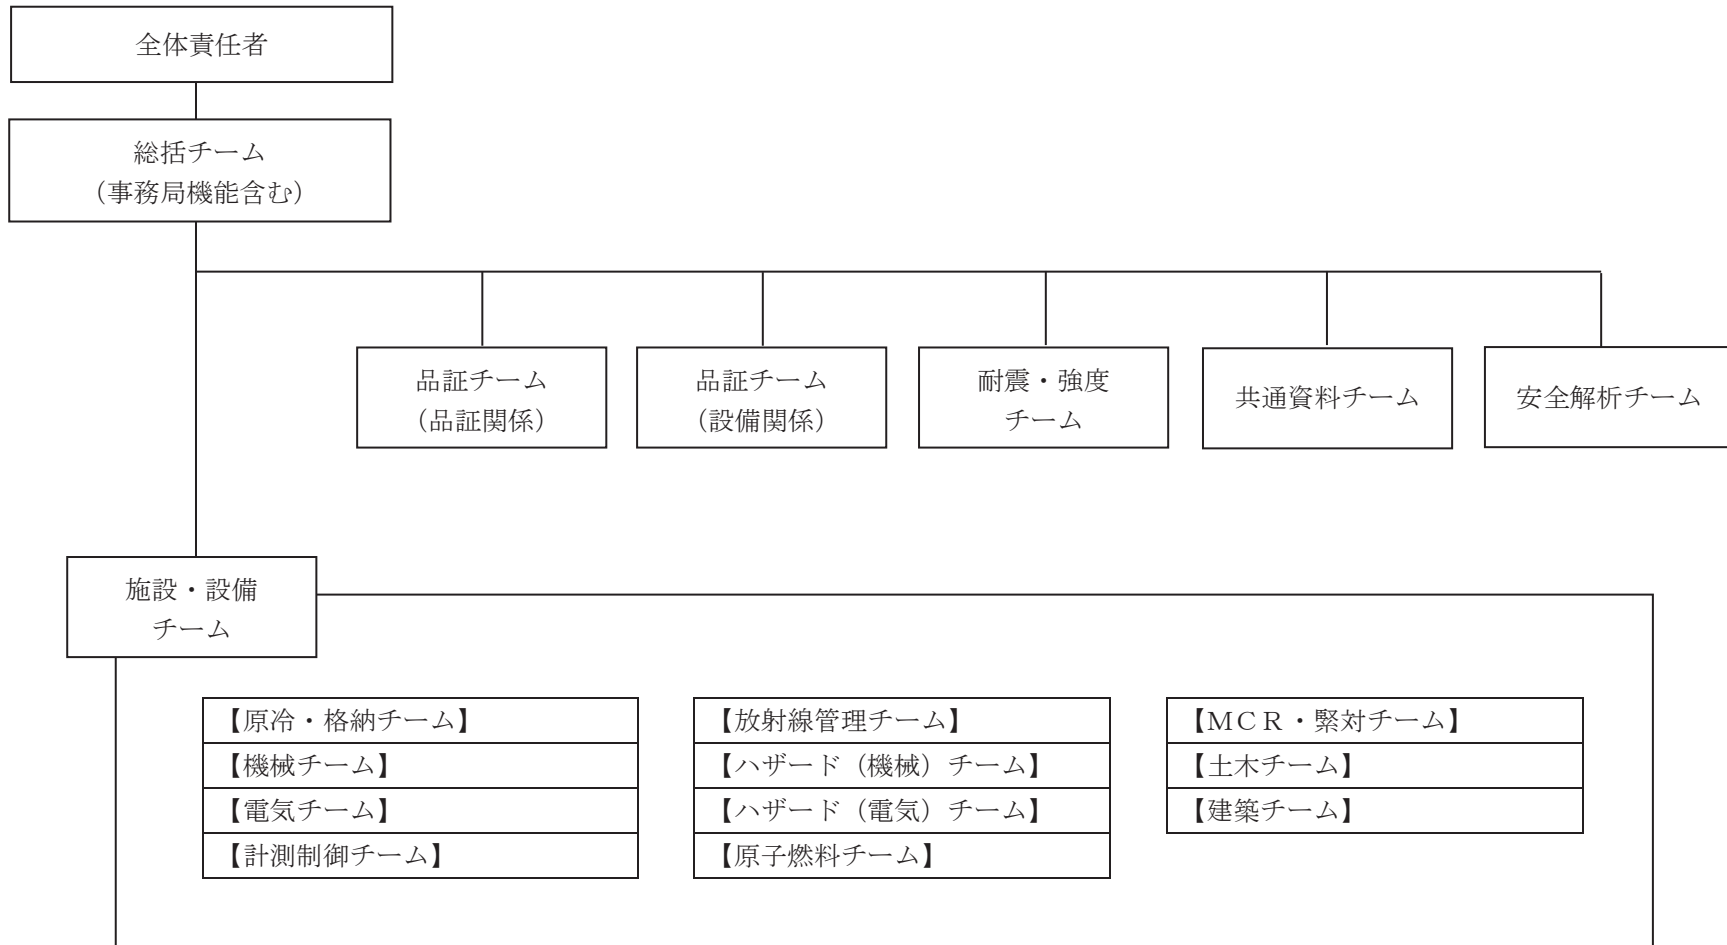 全体責任者
総括チーム
（事務局機能含む）
品証チーム
（品証関係）
品証チーム
（設備関係）
耐震・強度
チーム
共通資料チーム
安全解析チーム
施設・設備
チーム
【原冷・格納チーム】
【機械チーム】
【電気チーム】
【計測制御チーム】
【放射線管理チーム】
【ハザード（機械）チーム】
【ハザード（電気）チーム】
【原子燃料チーム】
【ＭＣＲ・緊対チーム】
【土木チーム】
【建築チーム】